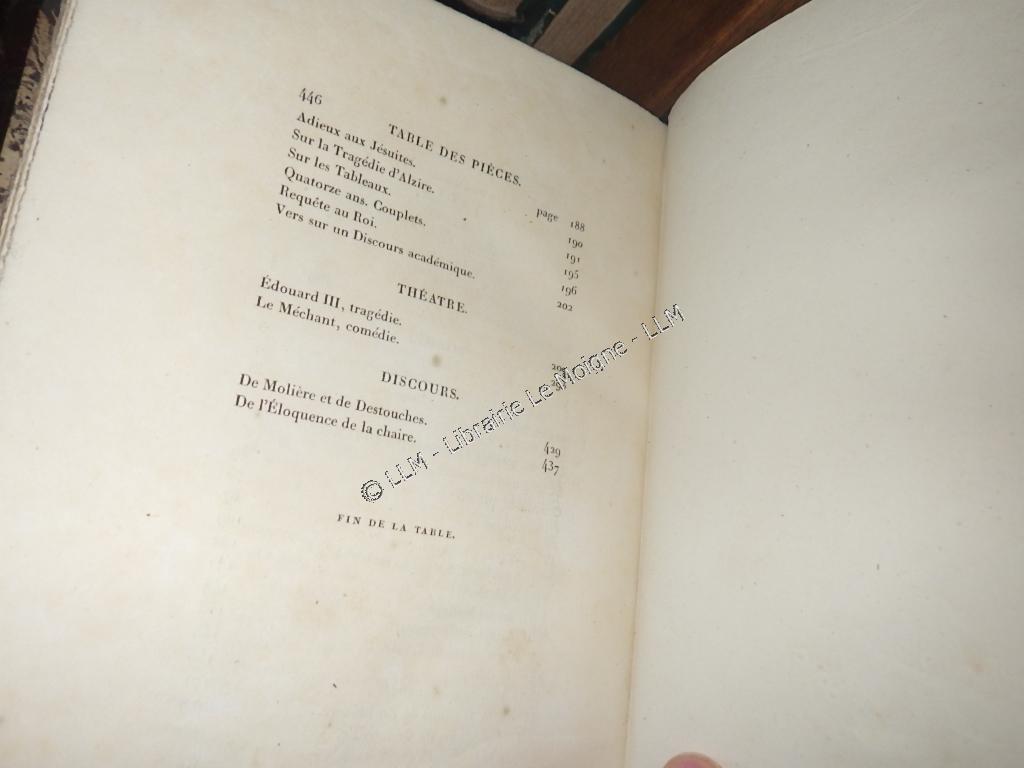 446
TABLE DES PIÈCES.
Adieux aux Jésuites. page 188
Sur la Tragédie d'Alzire. 190
Sur les Tableaux. 191
Quatorze ans. Couplets. 195
Requête au Roi. 196
Vers sur un Discours académique. 202
THÉATRE.
Édouard III, tragédie.
Le Méchant, comédie.
DISCOURS.
De Molière et de Destouches. 429
De l'Éloquence de la chaire. 437
FIN DE LA TABLE.
© LLM - Librairie Le Moigne - LLM